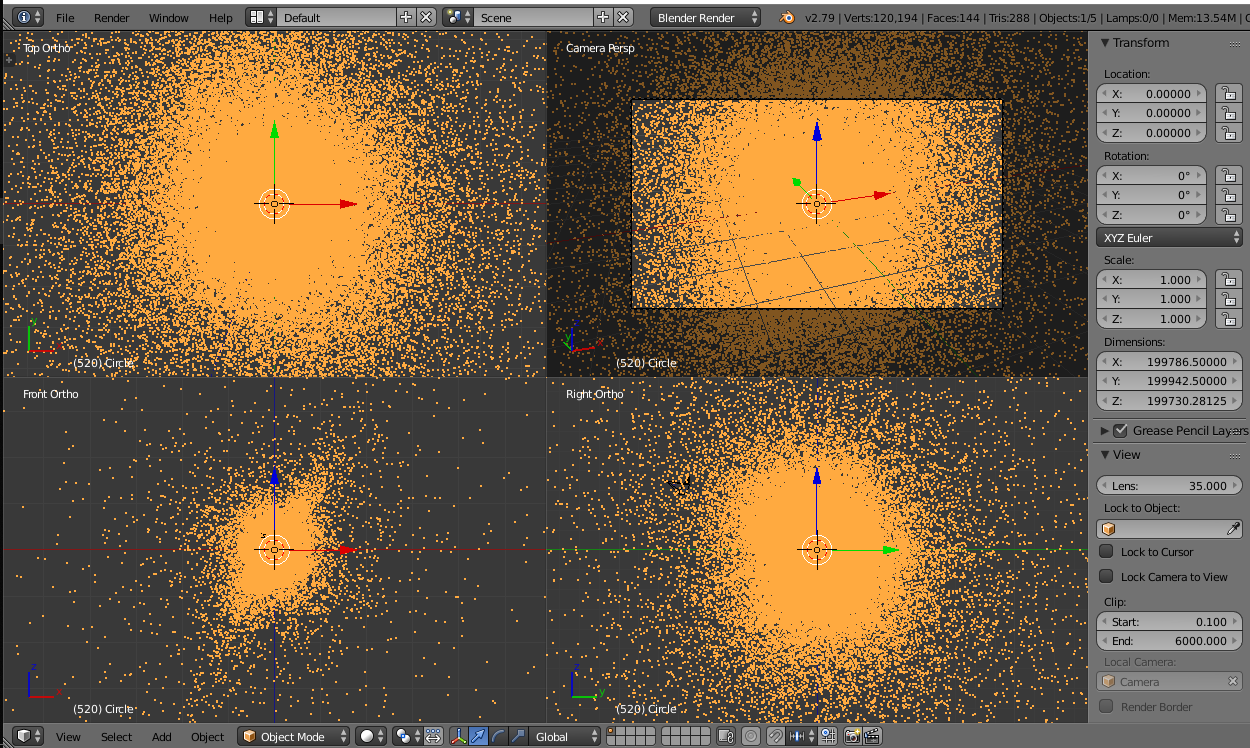 File Render Window Help Default Scene Blender Render v2.79 | Verts:120,194 | Faces:144 | Tris:288 | Objects:1/5 | Lamps:0/0 | Mem:13.54M |
Top Ortho
(520) Circle
Camera Persp
(520) Circle
Front Ortho
z
x
(520) Circle
Right Ortho
z
y
(520) Circle
Transform
Location:
X: 0.00000
Y: 0.00000
Z: 0.00000
Rotation:
X: 0°
Y: 0°
Z: 0°
XYZ Euler
Scale:
X: 1.000
Y: 1.000
Z: 1.000
Dimensions:
X: 199786.50000
Y: 199942.50000
Z: 199730.28125
Grease Pencil Layers
View
Lens: 35.000
Lock to Object:
Lock to Cursor
Lock Camera to View
Clip:
Start: 0.100
End: 6000.000
Local Camera:
Camera
Render Border
View Select Add Object Object Mode Global